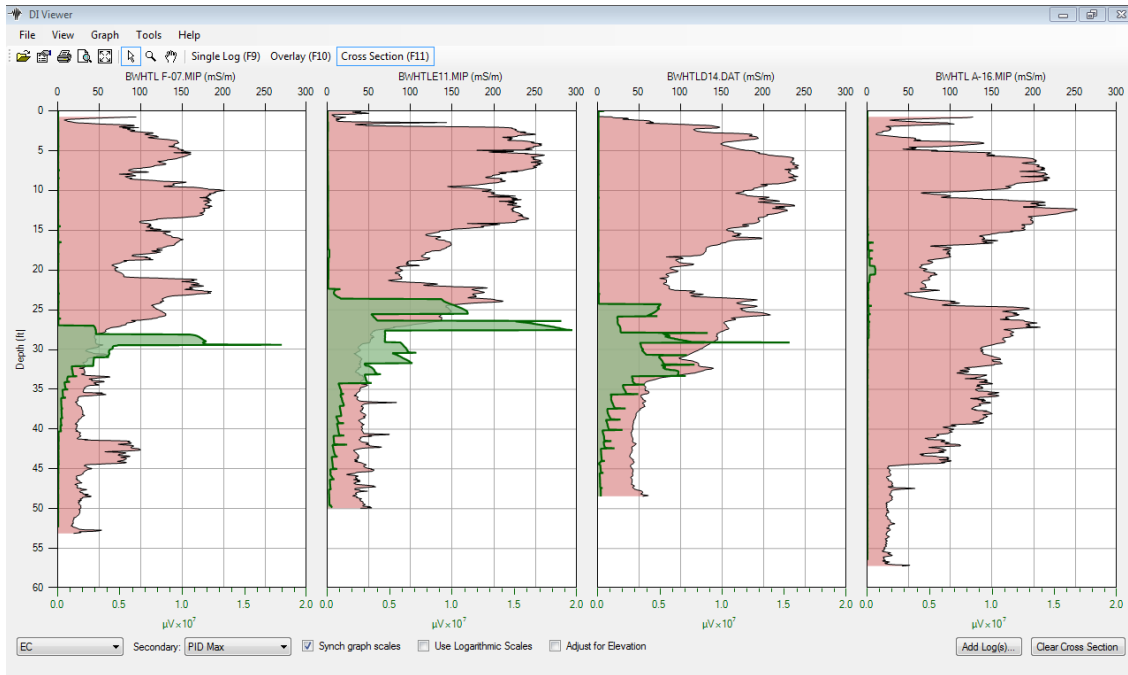 DI Viewer
File View Graph Tools Help
Single Log (F9) Overlay (F10) Cross Section (F11)
BWHTL F-07.MIP (mS/m) BWHTLE11.MIP (mS/m) BWHTLD14.DAT (mS/m) BWHTL A-16.MIP (mS/m)
0 50 100 150 200 250 300 0 50 100 150 200 250 300 0 50 100 150 200 250 300 0 50 100 150 200 250 300
0
5
10
15
20
25
Depth (ft)
30
35
40
45
50
55
60
0.0 0.5 1.0 1.5 2.0 0.0 0.5 1.0 1.5 2.0 0.0 0.5 1.0 1.5 2.0 0.0 0.5 1.0 1.5 2.0
µV×10⁷ µV×10⁷ µV×10⁷ µV×10⁷
EC Secondary: PID Max Synch graph scales Use Logarithmic Scales Adjust for Elevation Add Log(s)... Clear Cross Section